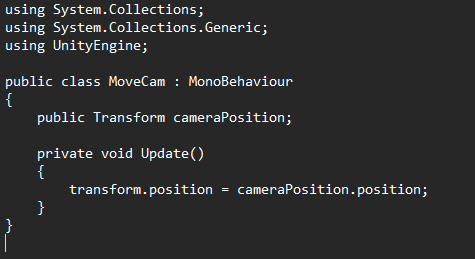 using System.Collections;
using System.Collections.Generic;
using UnityEngine;

public class MoveCam : MonoBehaviour
{
    public Transform cameraPosition;

    private void Update()
    {
        transform.position = cameraPosition.position;
    }
}